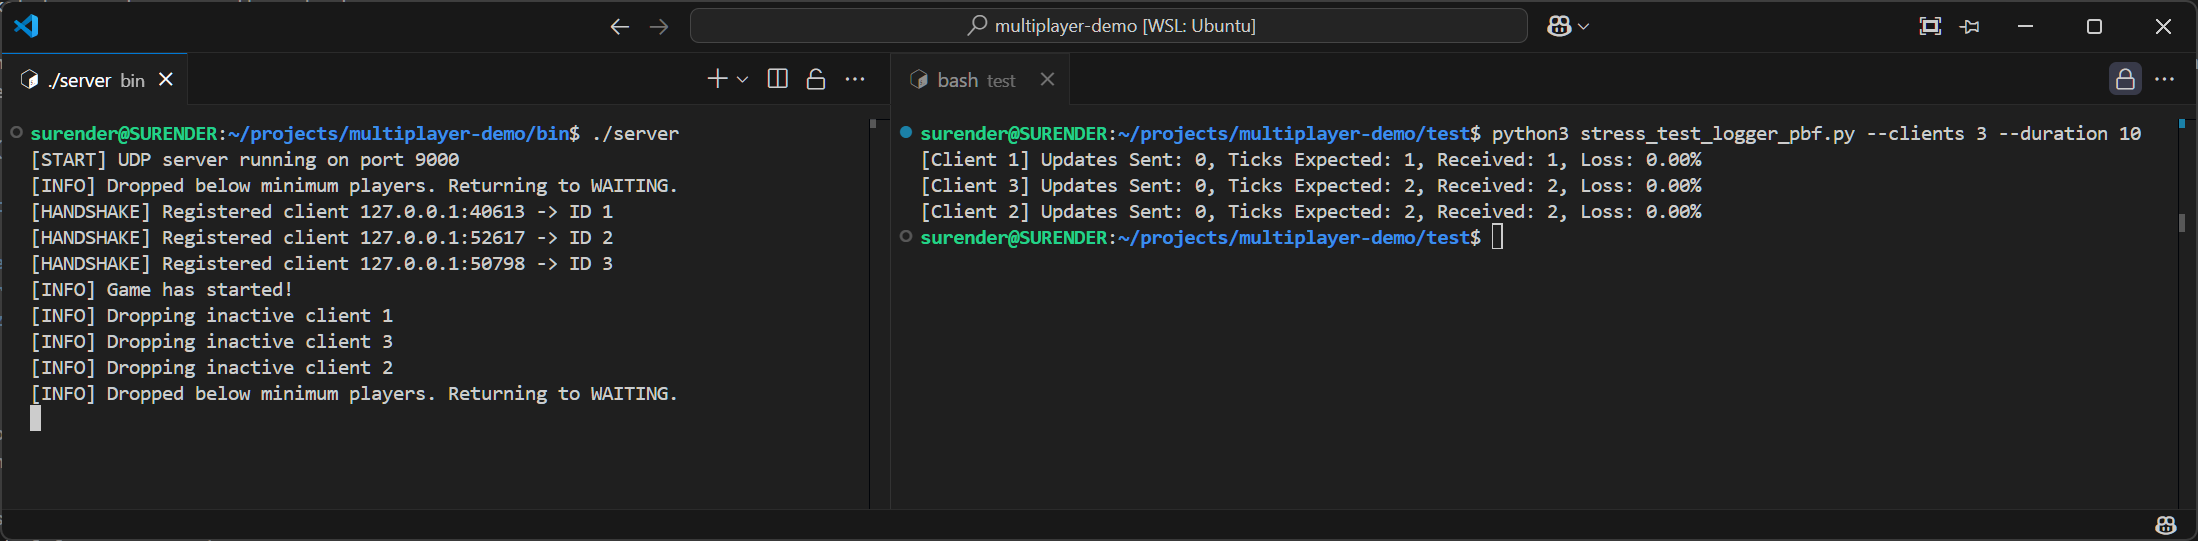 multiplayer-demo [WSL: Ubuntu]
./server bin
surender@SURENDER:~/projects/multiplayer-demo/bin$ ./server
[START] UDP server running on port 9000
[INFO] Dropped below minimum players. Returning to WAITING.
[HANDSHAKE] Registered client 127.0.0.1:40613 -> ID 1
[HANDSHAKE] Registered client 127.0.0.1:52617 -> ID 2
[HANDSHAKE] Registered client 127.0.0.1:50798 -> ID 3
[INFO] Game has started!
[INFO] Dropping inactive client 1
[INFO] Dropping inactive client 3
[INFO] Dropping inactive client 2
[INFO] Dropped below minimum players. Returning to WAITING.
bash test
surender@SURENDER:~/projects/multiplayer-demo/test$ python3 stress_test_logger_pbf.py --clients 3 --duration 10
[Client 1] Updates Sent: 0, Ticks Expected: 1, Received: 1, Loss: 0.00%
[Client 3] Updates Sent: 0, Ticks Expected: 2, Received: 2, Loss: 0.00%
[Client 2] Updates Sent: 0, Ticks Expected: 2, Received: 2, Loss: 0.00%
surender@SURENDER:~/projects/multiplayer-demo/test$